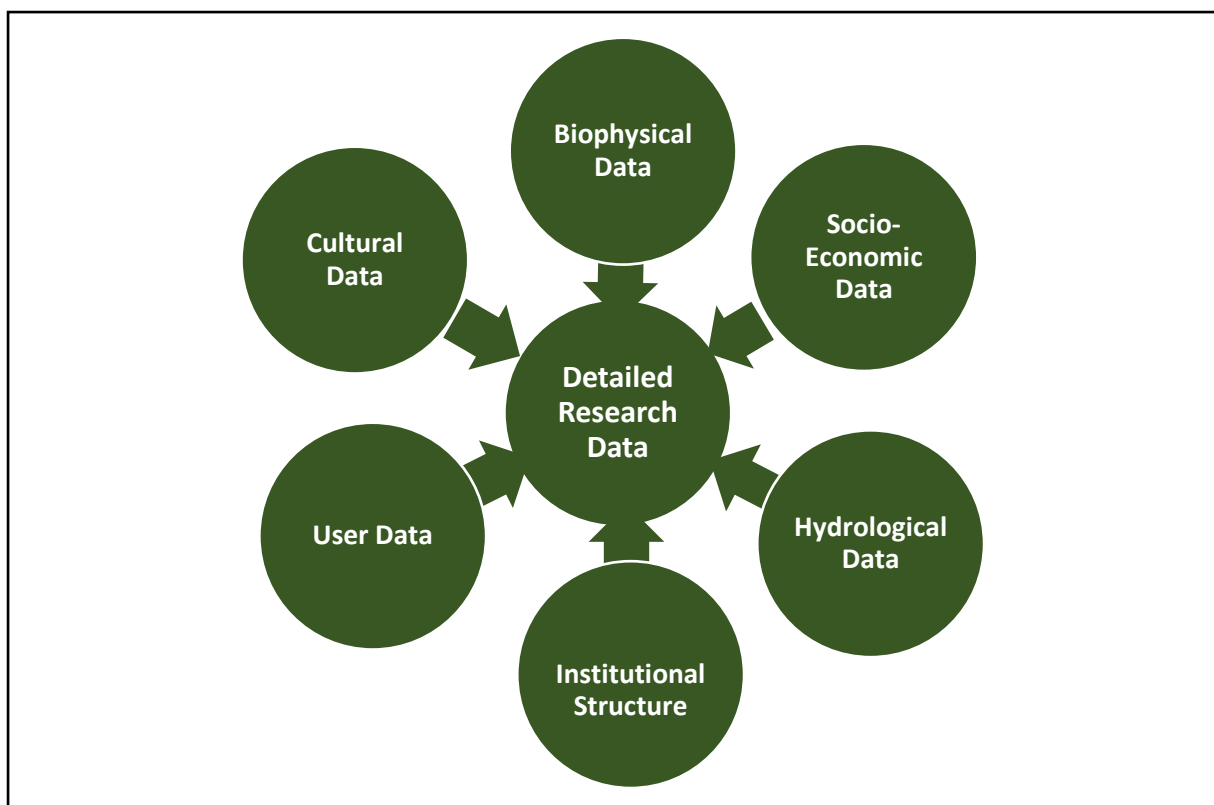 Biophysical
Data
Cultural
Data
Socio-
Economic
Data
Detailed
Research
Data
User Data
Hydrological
Data
Institutional
Structure